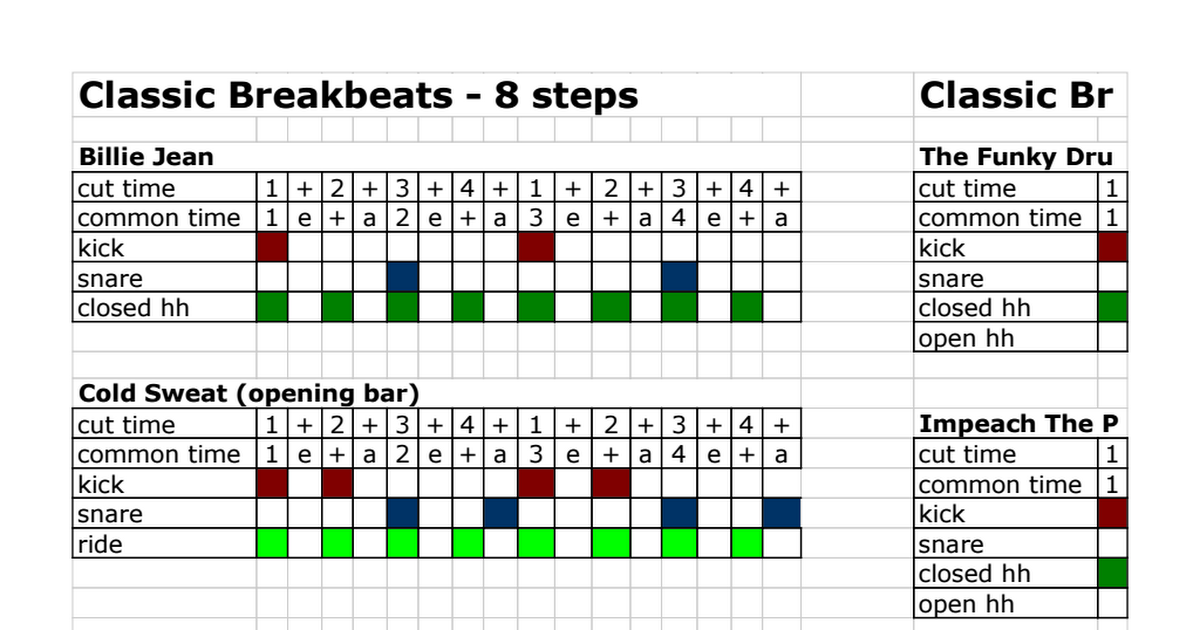 Classic Breakbeats - 8 steps
Billie Jean
cut time 1 + 2 + 3 + 4 + 1 + 2 + 3 + 4 +
common time 1 e + a 2 e + a 3 e + a 4 e + a
kick
snare
closed hh
Cold Sweat (opening bar)
cut time 1 + 2 + 3 + 4 + 1 + 2 + 3 + 4 +
common time 1 e + a 2 e + a 3 e + a 4 e + a
kick
snare
ride
Classic Br
The Funky Dru
cut time 1
common time 1
kick
snare
closed hh
open hh
Impeach The P
cut time 1
common time 1
kick
snare
closed hh
open hh